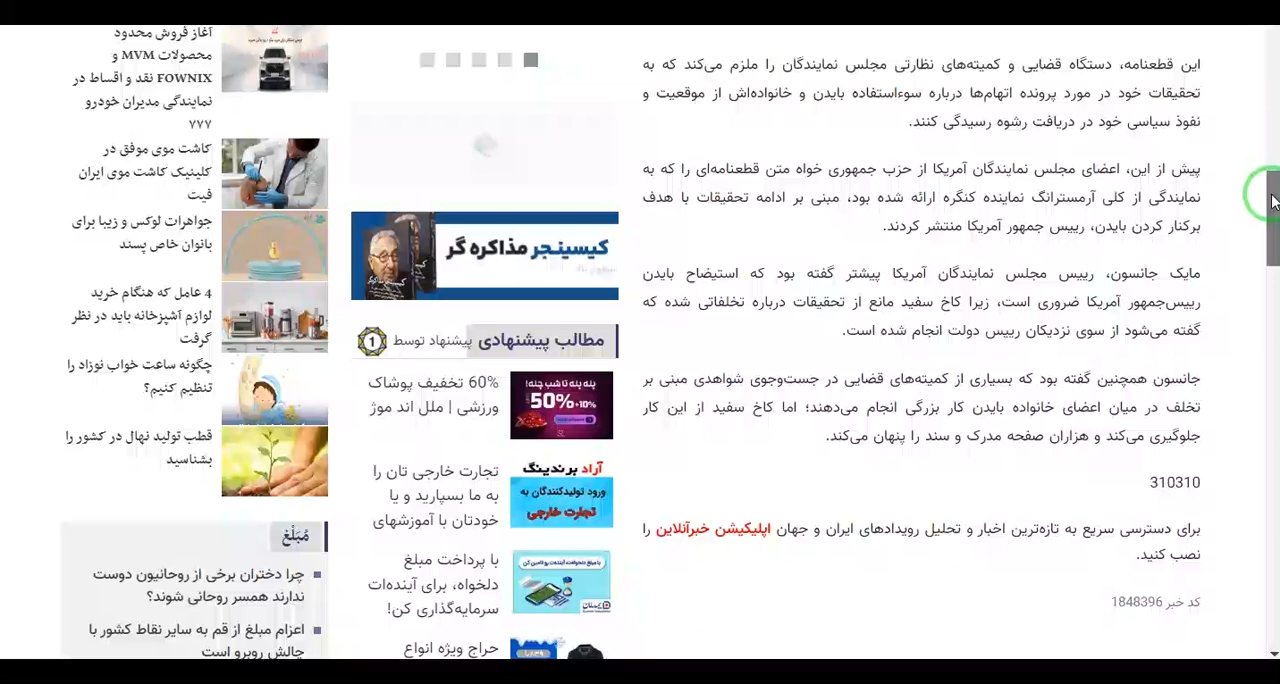 این قطعنامه، دستگاه قضایی و کمیته‌های نظارتی مجلس نمایندگان را ملزم می‌کند که به
تحقیقات خود در مورد پرونده اتهام‌ها درباره سوءاستفاده بایدن و خانواده‌اش از موقعیت و
نفوذ سیاسی خود در دریافت رشوه رسیدگی کنند.
پیش از این، اعضای مجلس نمایندگان آمریکا از حزب جمهوری خواه متن قطعنامه‌ای را که به
نمایندگی از کلی آرمسترانگ نماینده کنگره ارائه شده بود، مبنی بر ادامه تحقیقات با هدف
برکنار کردن بایدن، رییس جمهور آمریکا منتشر کردند.
مایک جانسون، رییس مجلس نمایندگان آمریکا پیشتر گفته بود که استیضاح بایدن
رییس‌جمهور آمریکا ضروری است، زیرا کاخ سفید مانع از تحقیقات درباره تخلفاتی شده که
گفته می‌شود از سوی نزدیکان رییس دولت انجام شده است.
جانسون همچنین گفته بود که بسیاری از کمیته‌های قضایی در جست‌وجوی شواهدی مبنی بر
تخلف در میان اعضای خانواده بایدن کار بزرگی انجام می‌دهند؛ اما کاخ سفید از این کار
جلوگیری می‌کند و هزاران صفحه مدرک و سند را پنهان می‌کند.
310310
برای دسترسی سریع به تازه‌ترین اخبار و تحلیل رویدادهای ایران و جهان اپلیکیشن خبرآنلاین را
نصب کنید.
کد خبر 1848396
کیسینجر مذاکره گر
مطالب پیشنهادی پیشنهاد توسط
1
60% تخفیف پوشاک
ورزشی | ملل اند موژ
50%+10%
تجارت خارجی تان را
به ما بسپارید و یا
خودتان با آموزشهای
آراد برندینگ
ورود تولیدکنندگان به
تجارت خارجی
با پرداخت مبلغ
دلخواه، برای آینده‌ات
سرمایه‌گذاری کن!
حراج ویژه انواع
آغاز فروش محدود
محصولات MVM و
FOWNIX نقد و اقساط در
نمایندگی مدیران خودرو
۷۷۷
کاشت موی موفق در
کلینیک کاشت موی ایران
فیت
جواهرات لوکس و زیبا برای
بانوان خاص پسند
4 عامل که هنگام خرید
لوازم آشپزخانه باید در نظر
گرفت
چگونه ساعت خواب نوزاد را
تنظیم کنیم؟
قطب تولید نهال در کشور را
بشناسید
مُبَلِّغ
چرا دختران برخی از روحانیون دوست
ندارند همسر روحانی شوند؟
اعزام مبلغ از قم به سایر نقاط کشور با
چالش روبرو است